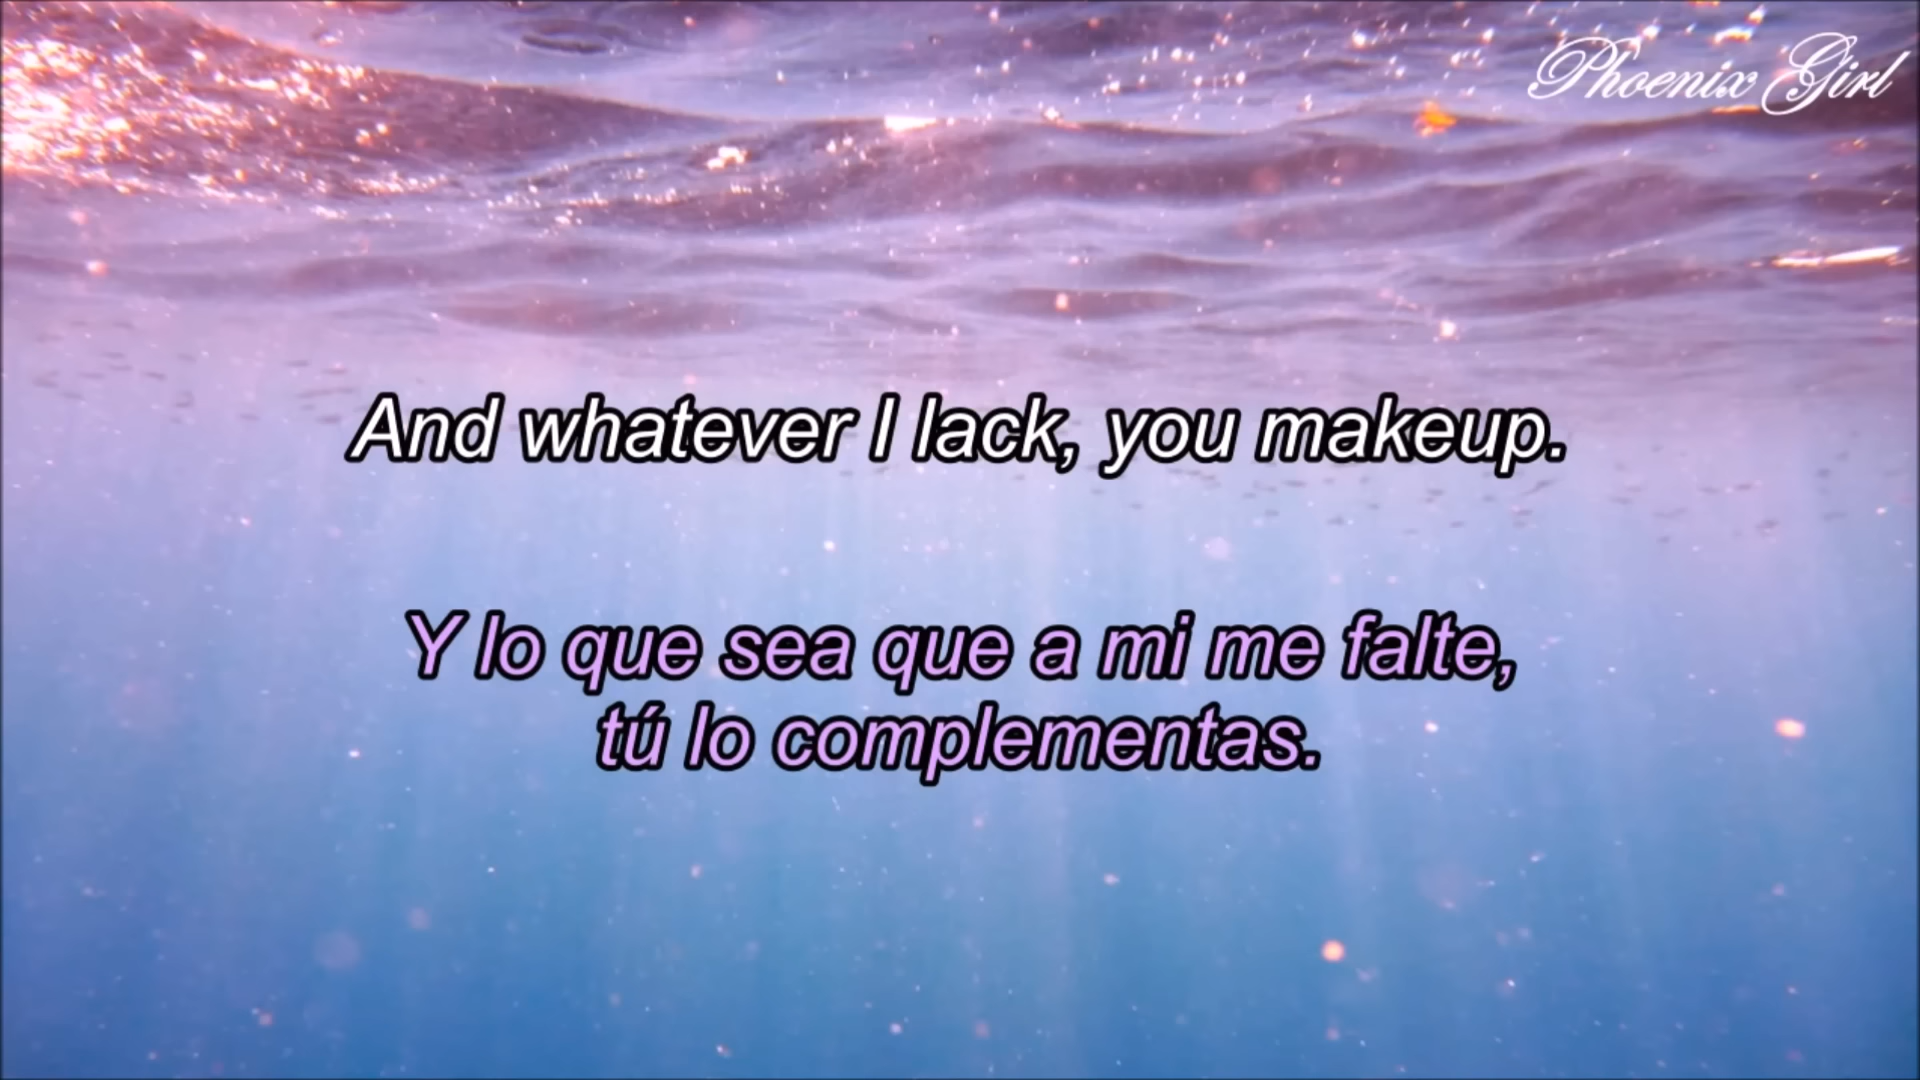 Phoenix Girl
And whatever I lack, you makeup.
Y lo que sea que a mi me falte,
tú lo complementas.